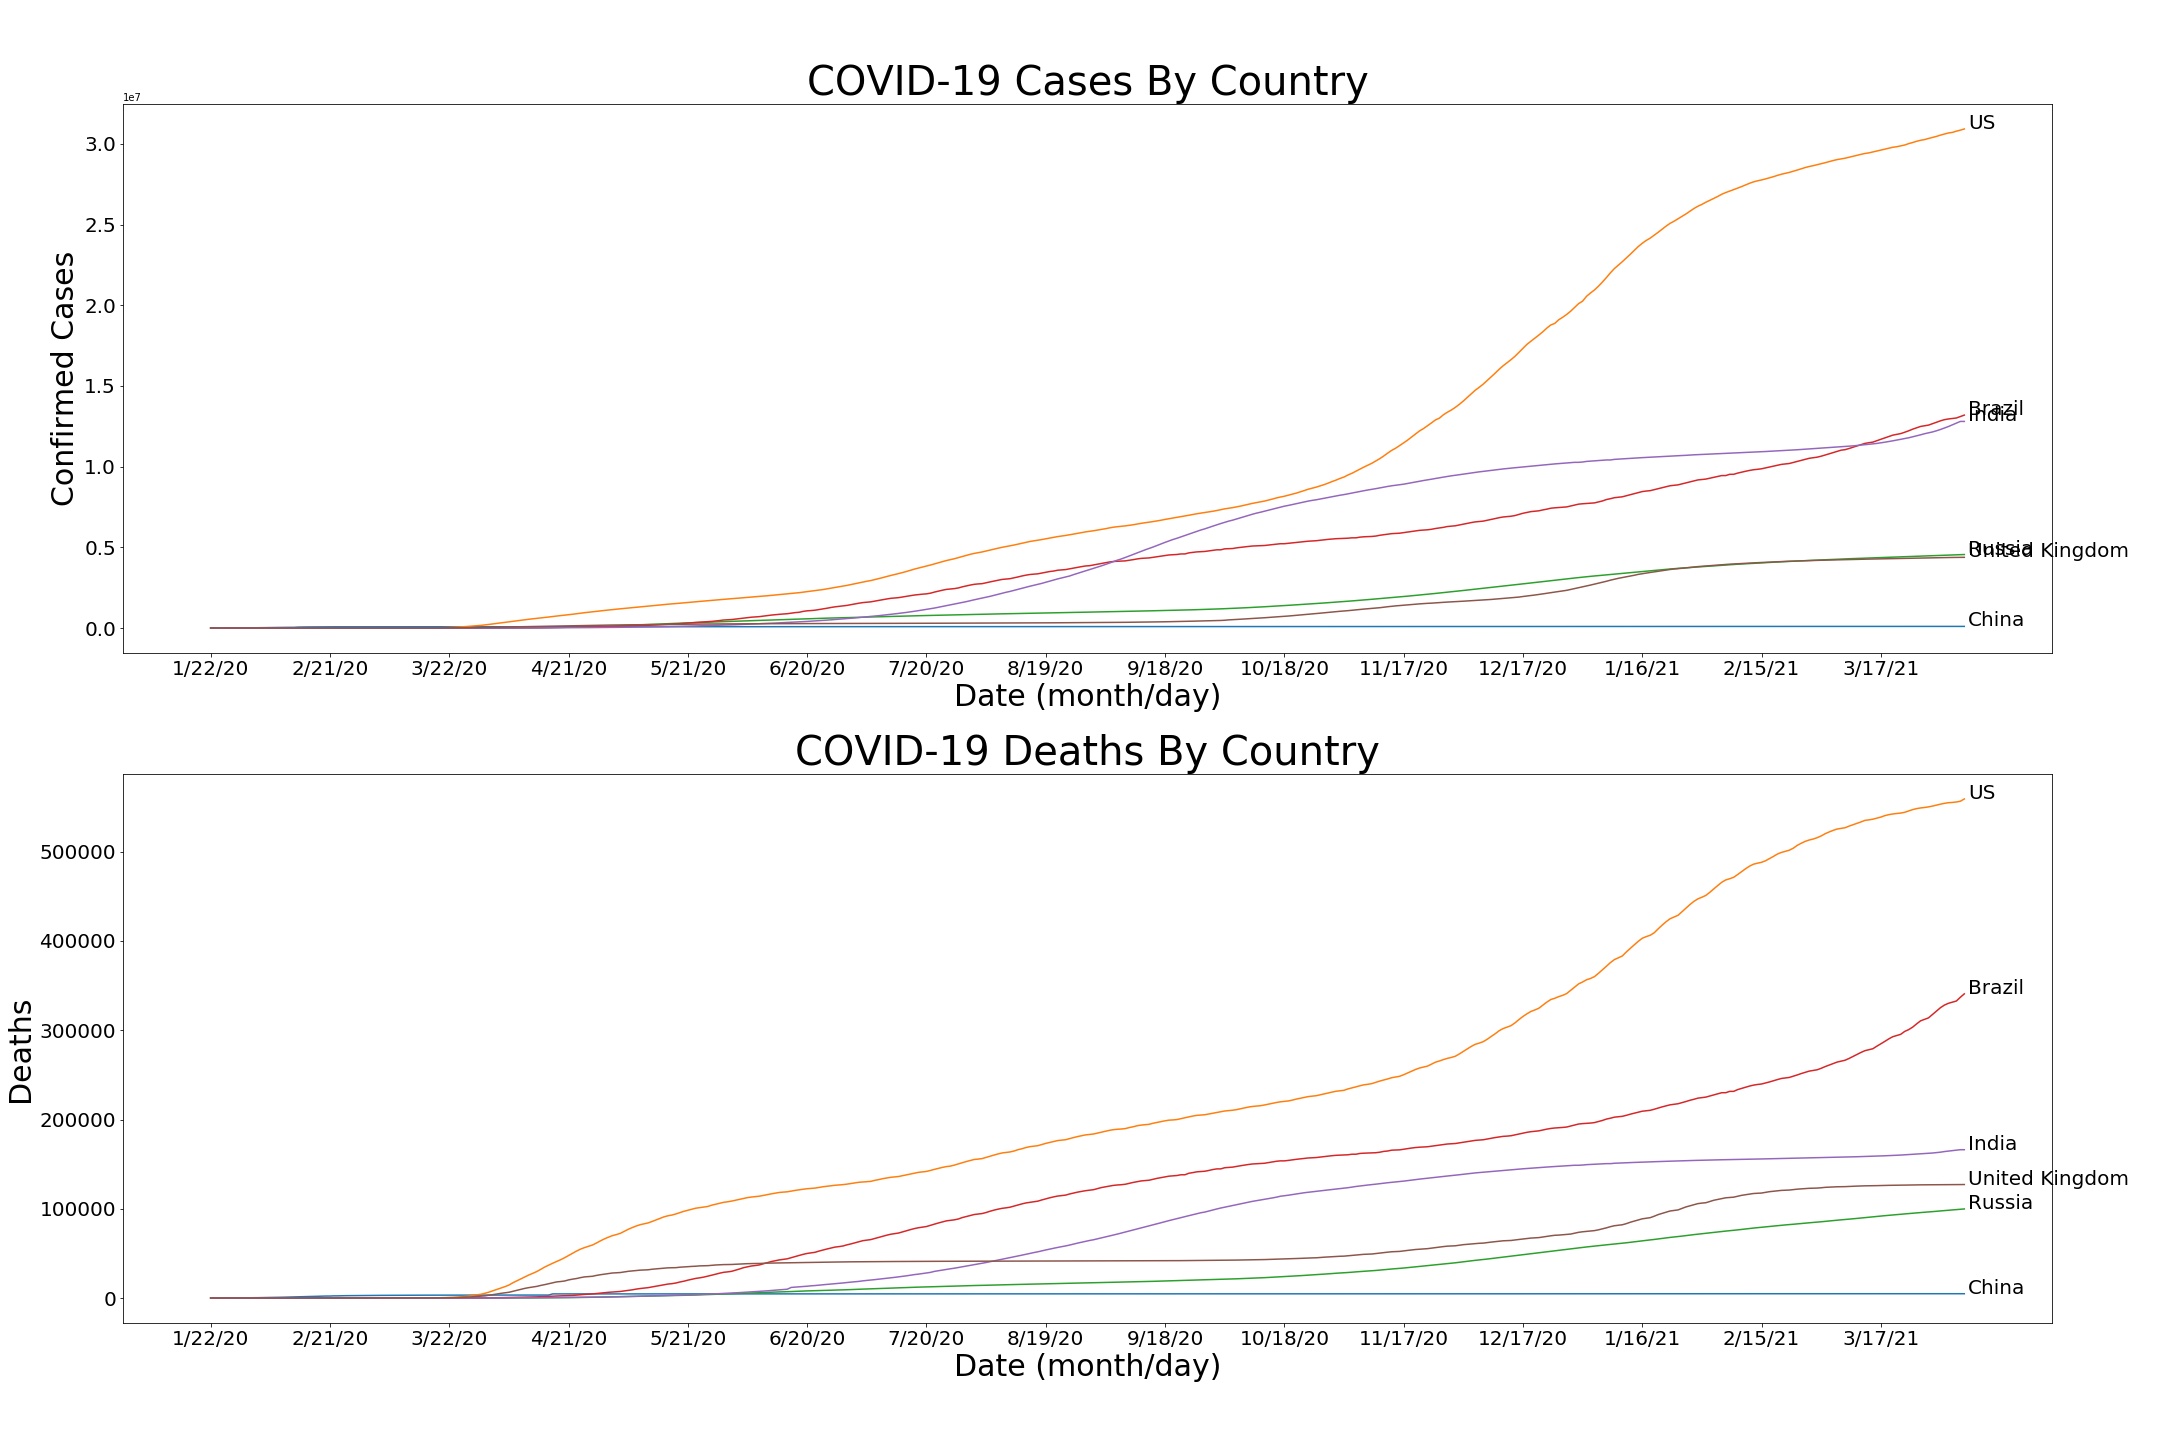 COVID-19 Cases By Country
1e7
3.0
2.5
2.0
1.5
1.0
0.5
0.0
Confirmed Cases
US
Brazil
India
Russia
United Kingdom
China
1/22/20 2/21/20 3/22/20 4/21/20 5/21/20 6/20/20 7/20/20 8/19/20 9/18/20 10/18/20 11/17/20 12/17/20 1/16/21 2/15/21 3/17/21
Date (month/day)
COVID-19 Deaths By Country
500000
400000
300000
200000
100000
0
Deaths
US
Brazil
India
United Kingdom
Russia
China
1/22/20 2/21/20 3/22/20 4/21/20 5/21/20 6/20/20 7/20/20 8/19/20 9/18/20 10/18/20 11/17/20 12/17/20 1/16/21 2/15/21 3/17/21
Date (month/day)